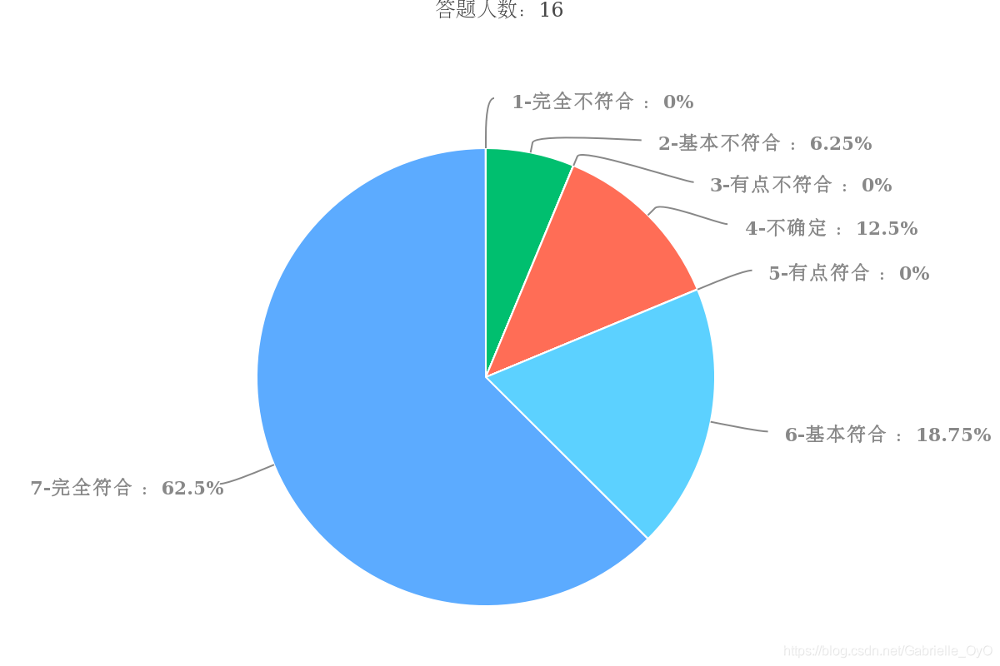 答题人数：16
1-完全不符合 ：0%
2-基本不符合 ：6.25%
3-有点不符合 ：0%
4-不确定 ：12.5%
5-有点符合 ：0%
6-基本符合 ：18.75%
7-完全符合 ：62.5%
https://blog.csdn.net/Gabrielle_OyO